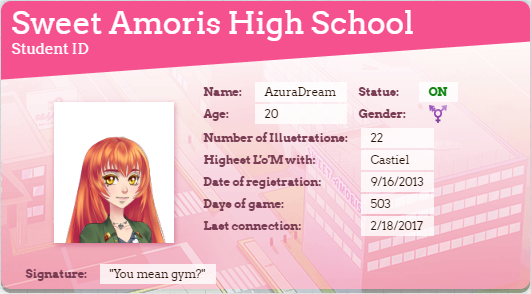 Sweet Amoris High School
Student ID
Name: AzuraDream Status: ON
Age: 20 Gender:
Number of Illustrations: 22
Highest Lo'M with: Castiel
Date of registration: 9/16/2013
Days of game: 503
Last connection: 2/18/2017
Signature: "You mean gym?"